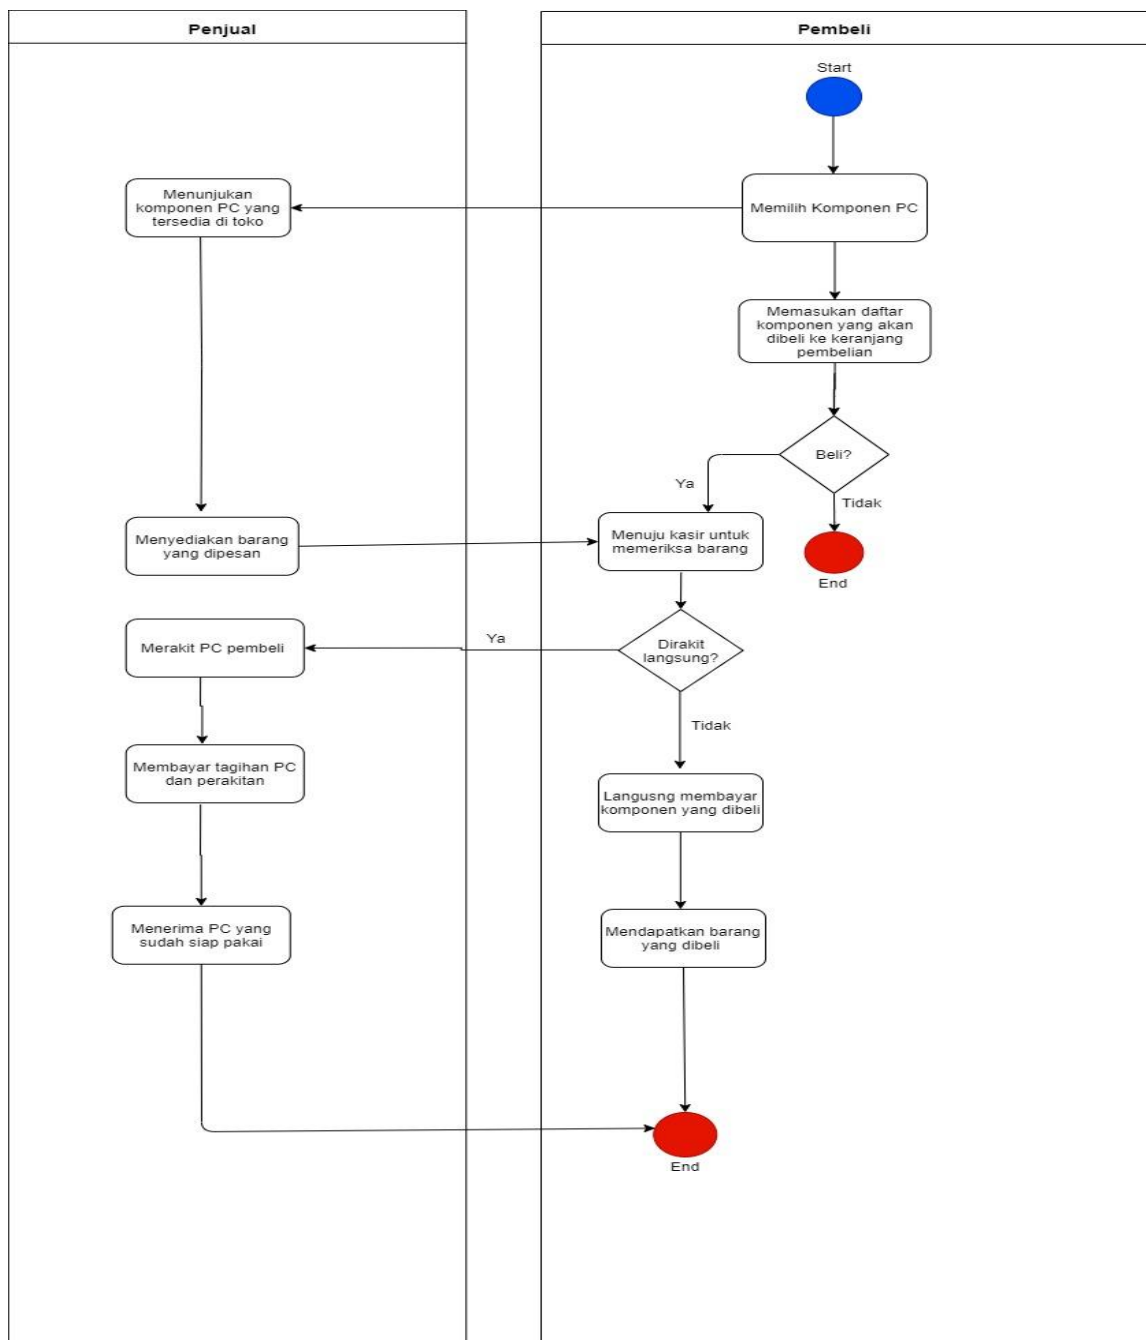 Penjual
Pembeli
Start
Menunjukan
komponen PC yang
tersedia di toko
Memilih Komponen PC
Memasukan daftar
komponen yang akan
dibeli ke keranjang
pembelian
Beli?
Ya
Tidak
Menyediakan barang
yang dipesan
Menuju kasir untuk
memeriksa barang
End
Merakit PC pembeli
Ya
Dirakit
langsung?
Tidak
Membayar tagihan PC
dan perakitan
Langusng membayar
komponen yang dibeli
Menerima PC yang
sudah siap pakai
Mendapatkan barang
yang dibeli
End